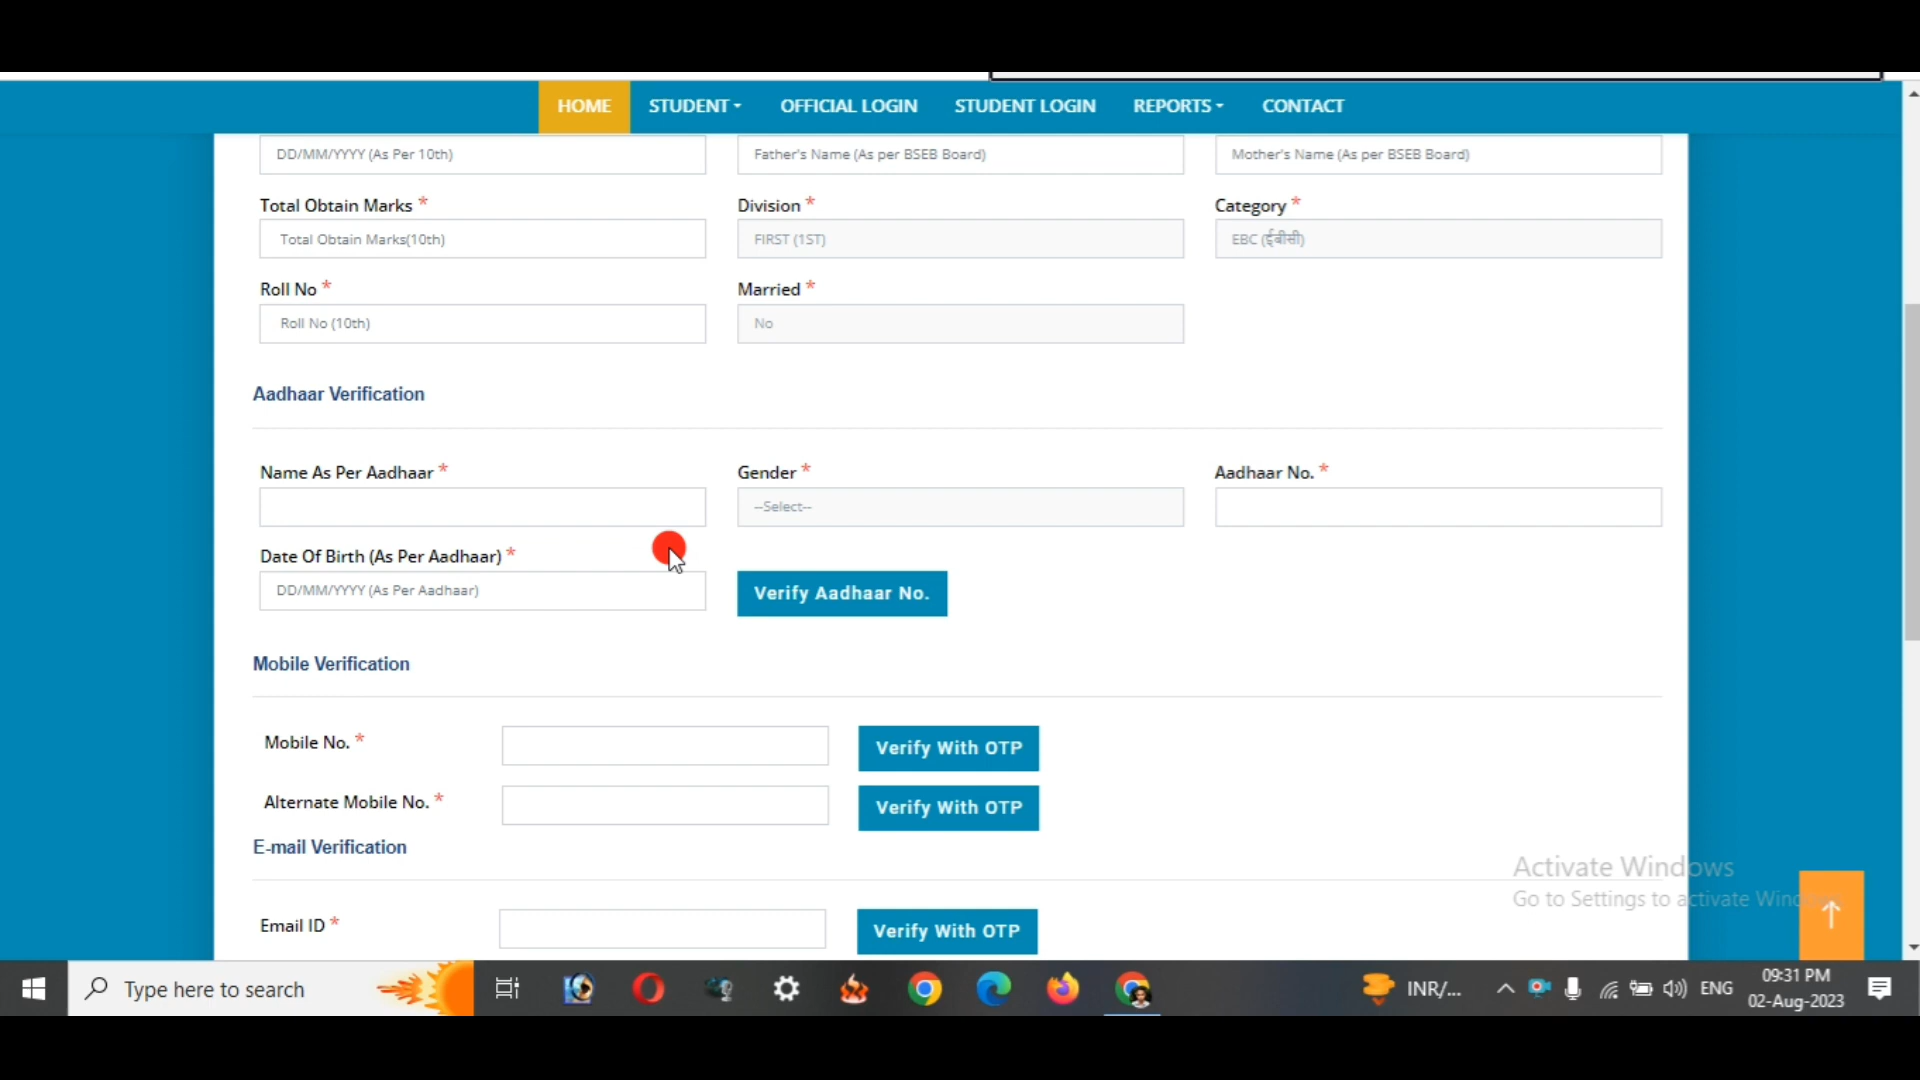 HOME STUDENT OFFICIAL LOGIN STUDENT LOGIN REPORTS CONTACT
DD/MM/YYYY (As Per 10th) Father's Name (As per BSEB Board) Mother's Name (As per BSEB Board)
Total Obtain Marks * Division * Category *
Total Obtain Marks(10th) FIRST (1ST) EBC (ईबीसी)
Roll No * Married *
Roll No (10th) No
Aadhaar Verification
Name As Per Aadhaar * Gender * Aadhaar No. *
--Select--
Date Of Birth (As Per Aadhaar) *
DD/MM/YYYY (As Per Aadhaar) Verify Aadhaar No.
Mobile Verification
Mobile No. * Verify With OTP
Alternate Mobile No. * Verify With OTP
E-mail Verification
Activate Windows
Go to Settings to activate
Email ID * Verify With OTP
Type here to search INR/... ENG 09:31 PM
02-Aug-2023